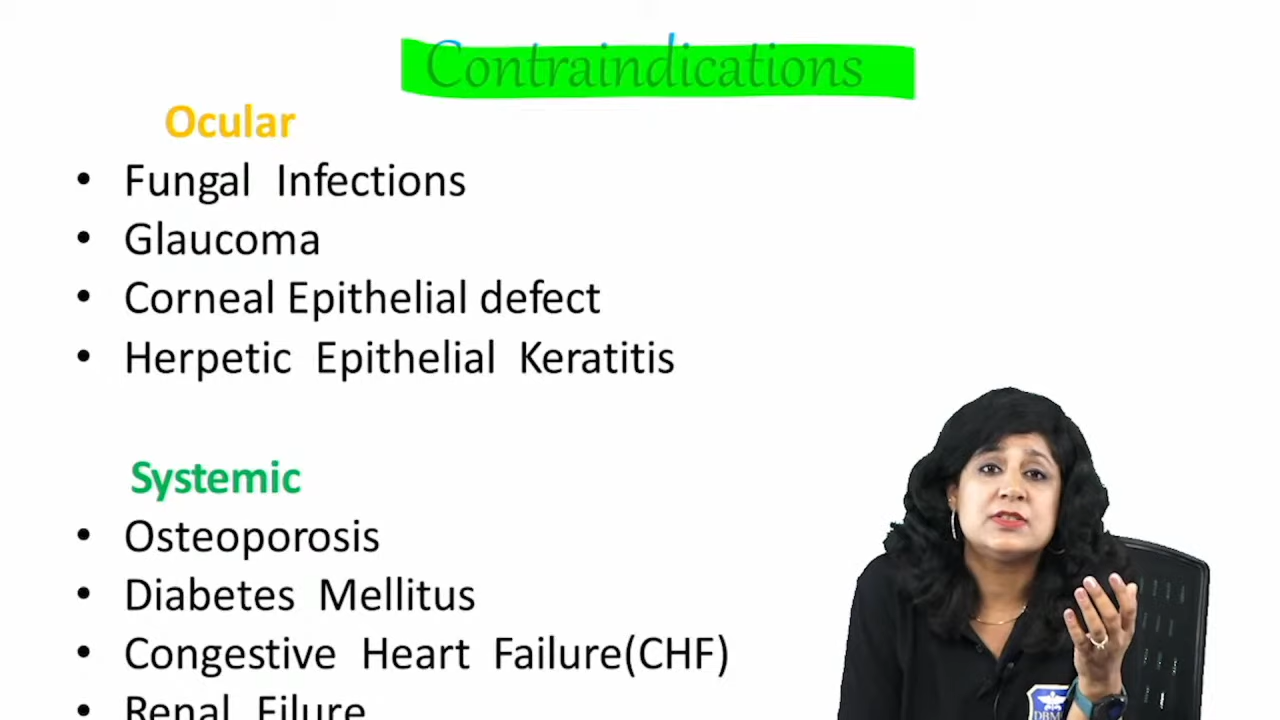 Contraindications
Ocular
• Fungal Infections
• Glaucoma
• Corneal Epithelial defect
• Herpetic Epithelial Keratitis
Systemic
• Osteoporosis
• Diabetes Mellitus
• Congestive Heart Failure(CHF)
• Renal Filure